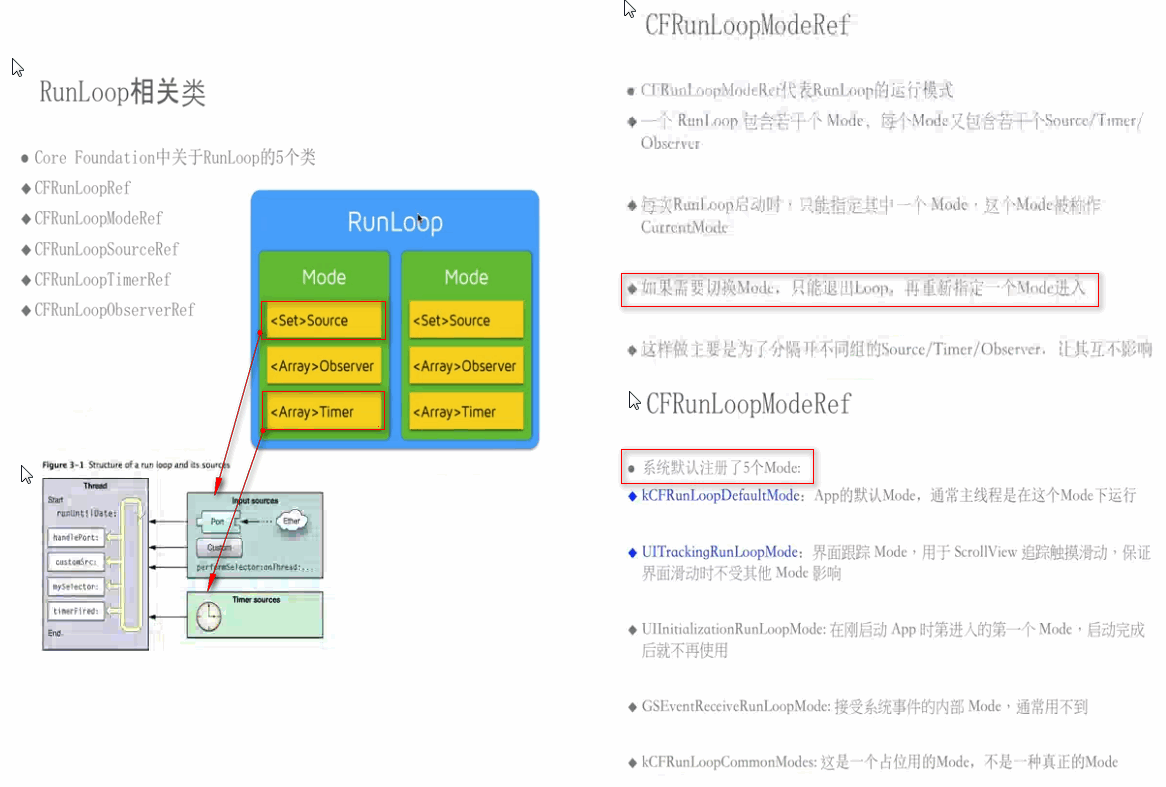 RunLoop相关类
● Core Foundation中关于RunLoop的5个类
◆ CFRunLoopRef
◆ CFRunLoopModeRef
◆ CFRunLoopSourceRef
◆ CFRunLoopTimerRef
◆ CFRunLoopObserverRef
RunLoop
Mode
<Set>Source
<Array>Observer
<Array>Timer
Mode
<Set>Source
<Array>Observer
<Array>Timer
Figure 3-1 Structure of a run loop and its sources
Thread
Start
runUntilDate:
handlePort:
customSrc:
mySelector:
timerFired:
End
Input sources
Port
Ether
Custom
performSelector:onThread:...
Timer sources
CFRunLoopModeRef
● CFRunLoopModeRef代表RunLoop的运行模式
◆ 一个 RunLoop 包含若干个 Mode，每个Mode又包含若干个Source/Timer/
Observer
◆ 每次RunLoop启动时，只能指定其中一个 Mode，这个Mode被称作
CurrentMode
◆ 如果需要切换Mode，只能退出Loop，再重新指定一个Mode进入
◆ 这样做主要是为了分隔开不同组的Source/Timer/Observer，让其互不影响
CFRunLoopModeRef
● 系统默认注册了5个Mode:
◆ kCFRunLoopDefaultMode：App的默认Mode，通常主线程是在这个Mode下运行
◆ UITrackingRunLoopMode：界面跟踪 Mode，用于 ScrollView 追踪触摸滑动，保证
界面滑动时不受其他 Mode 影响
◆ UIInitializationRunLoopMode: 在刚启动 App 时第进入的第一个 Mode，启动完成
后就不再使用
◆ GSEventReceiveRunLoopMode: 接受系统事件的内部 Mode，通常用不到
◆ kCFRunLoopCommonModes: 这是一个占位用的Mode，不是一种真正的Mode